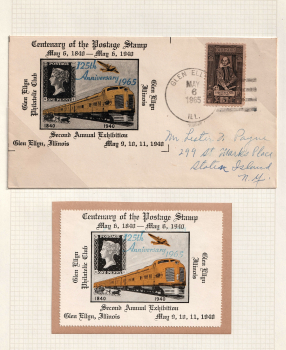 Centenary of the Postage Stamp
May 6, 1840 — May 6, 1940
125th
Anniversary
1965
POSTAGE
1840
1940
Glen Ellyn
Philatelic Club
Glen Ellyn
Illinois
Second Annual Exhibition
Glen Ellyn, Illinois
May 9, 10, 11, 1940
GLEN ELLYN
MAY
6
1965
ILL.
5c
299 St Marks Place
Staten Island
N.Y.
Centenary of the Postage Stamp
May 6, 1840 — May 6, 1940
125th
Anniversary
POSTAGE
1840
1940
Glen Ellyn
Philatelic Club
Glen Ellyn
Illinois
Second Annual Exhibition
Glen Ellyn, Illinois
May 9, 10, 11, 1940